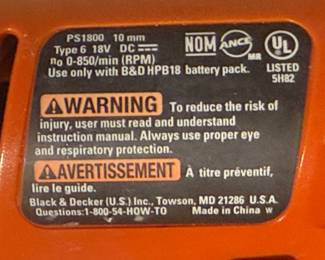 PS1800 10 mm
Type 6 18V DC
no 0-850/min (RPM)
Use only with B&D HPB18 battery pack.
NOM ANCE MR
UL
LISTED
5H82
WARNING To reduce the risk of
injury, user must read and understand
instruction manual. Always use proper eye
and respiratory protection.
AVERTISSEMENT À titre préventif,
lire le guide.
Black & Decker (U.S.) Inc., Towson, MD 21286 U.S.A.
Questions:1-800-54-HOW-TO Made in China W